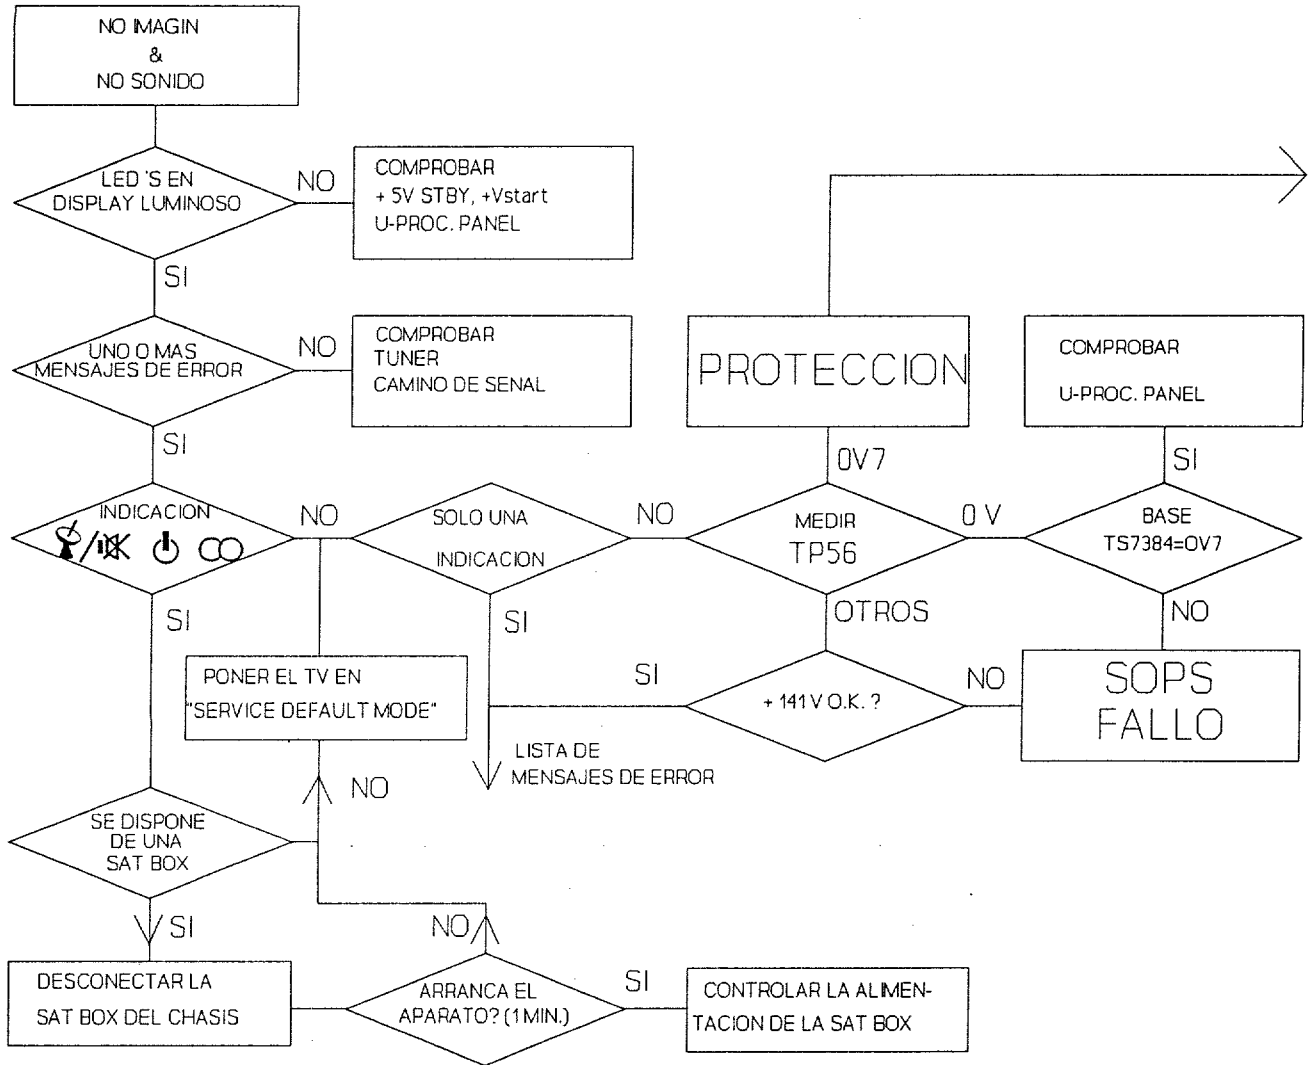 NO IMAGIN
&
NO SONIDO
LED 'S EN
DISPLAY LUMINOSO
NO
COMPROBAR
+ 5V STBY, +Vstart
U-PROC. PANEL
SI
UNO O MAS
MENSAJES DE ERROR
NO
COMPROBAR
TUNER
CAMINO DE SENAL
PROTECCION
COMPROBAR
U-PROC. PANEL
SI
0V7
SI
INDICACION
NO
SOLO UNA
INDICACION
NO
MEDIR
TP56
0 V
BASE
TS7384=0V7
SI
SI
OTROS
NO
PONER EL TV EN
"SERVICE DEFAULT MODE"
SI
+ 141 V O.K. ?
NO
SOPS
FALLO
LISTA DE
MENSAJES DE ERROR
NO
SE DISPONE
DE UNA
SAT BOX
SI
NO
DESCONECTAR LA
SAT BOX DEL CHASIS
ARRANCA EL
APARATO? (1 MIN.)
SI
CONTROLAR LA ALIMEN-
TACION DE LA SAT BOX